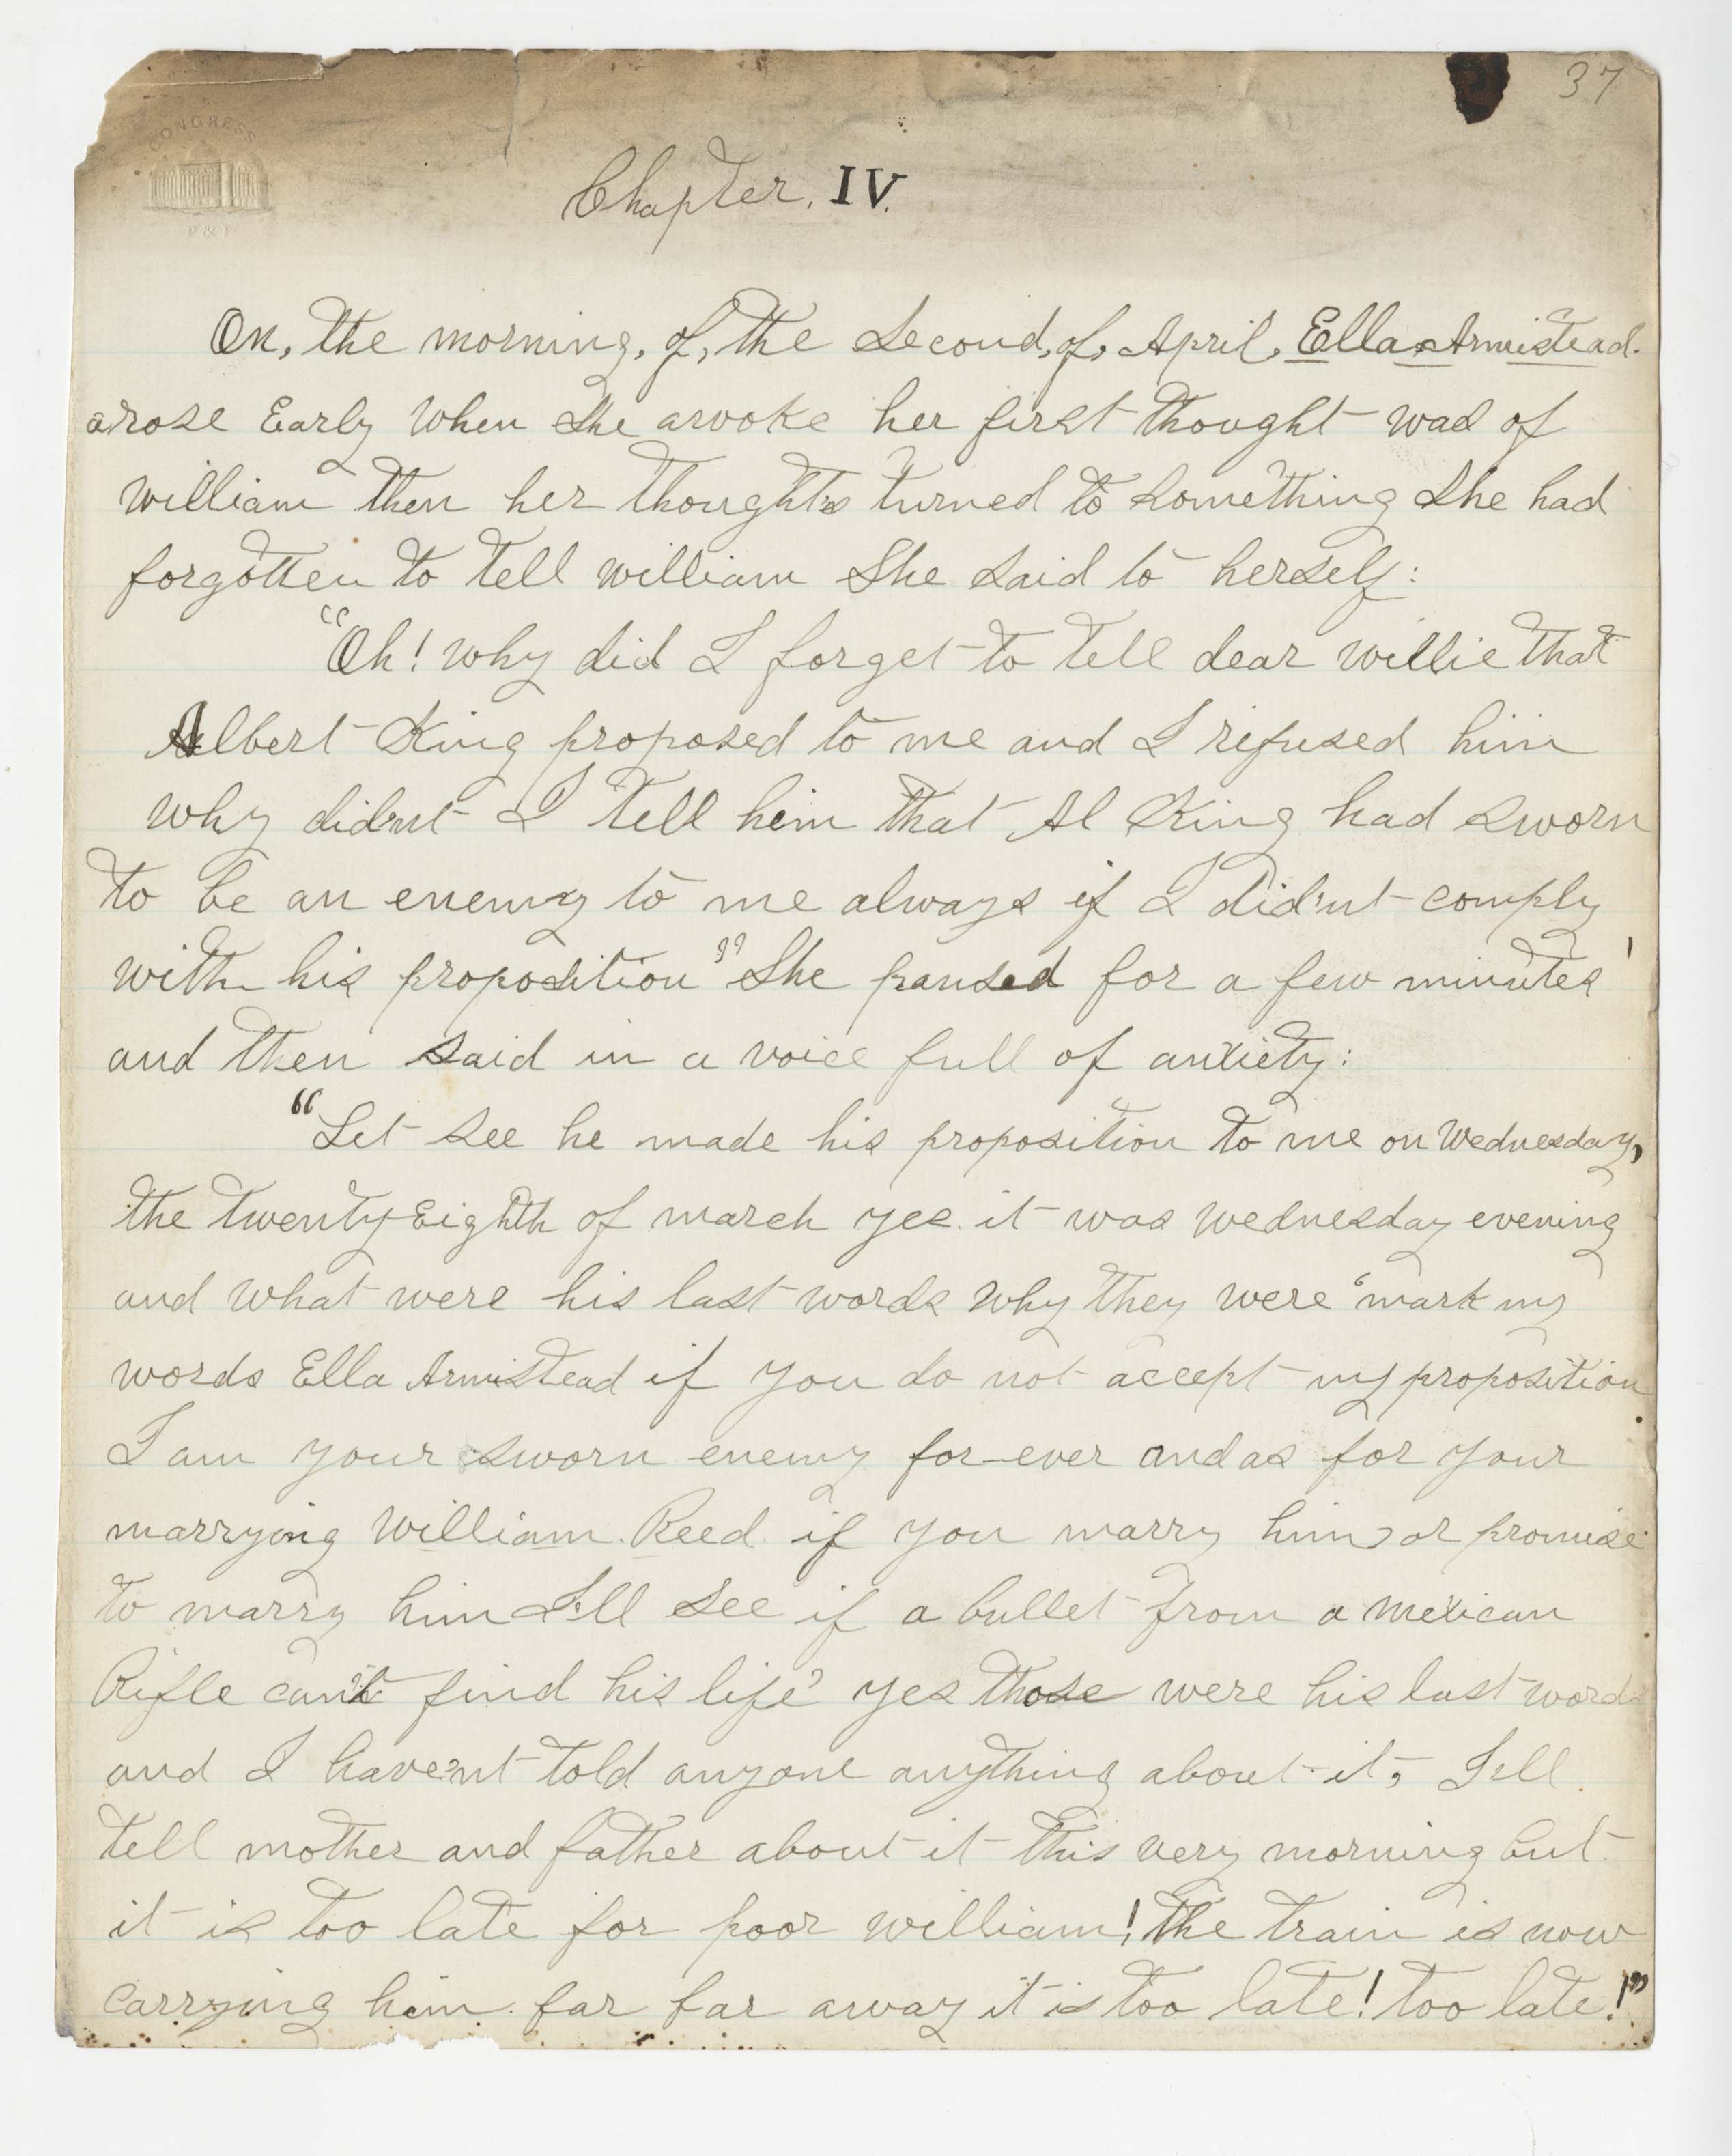 37
CONGRESS
P & P
Chapter. IV.
On, the morning, of, the second, of, April, Ella Armistead.
arose Early when she awoke her first thought was of
william then her thoughts turned to something she had
forgotten to tell william She said to herself:
"Oh! why did I forget to tell dear willie that
Albert King proposed to me and I refused him
why did'nt I tell him that Al King had sworn
to be an enemy to me always if I did'nt comply
with his proposition" She paused for a few minutes'
and then said in a voice full of anxiety:
"Let see he made his proposition to me on Wednesday,
the twenty Eighth of march yes it was wednesday evening
and what were his last words why they were 'mark my
words Ella Armistead if you do not accept my proposition
I am your sworn enemy for-ever and as for your
marrying William. Reed. if you marry him or promise
to marry him I'll see if a bullet from a mexican
Rifle can't find his life' yes those were his last words
and I have'nt told anyone anything about it, I'll
tell mother and father about it this very morning but
it is too late for poor william! the train is now
carrying him far far away it is too late! too late!"